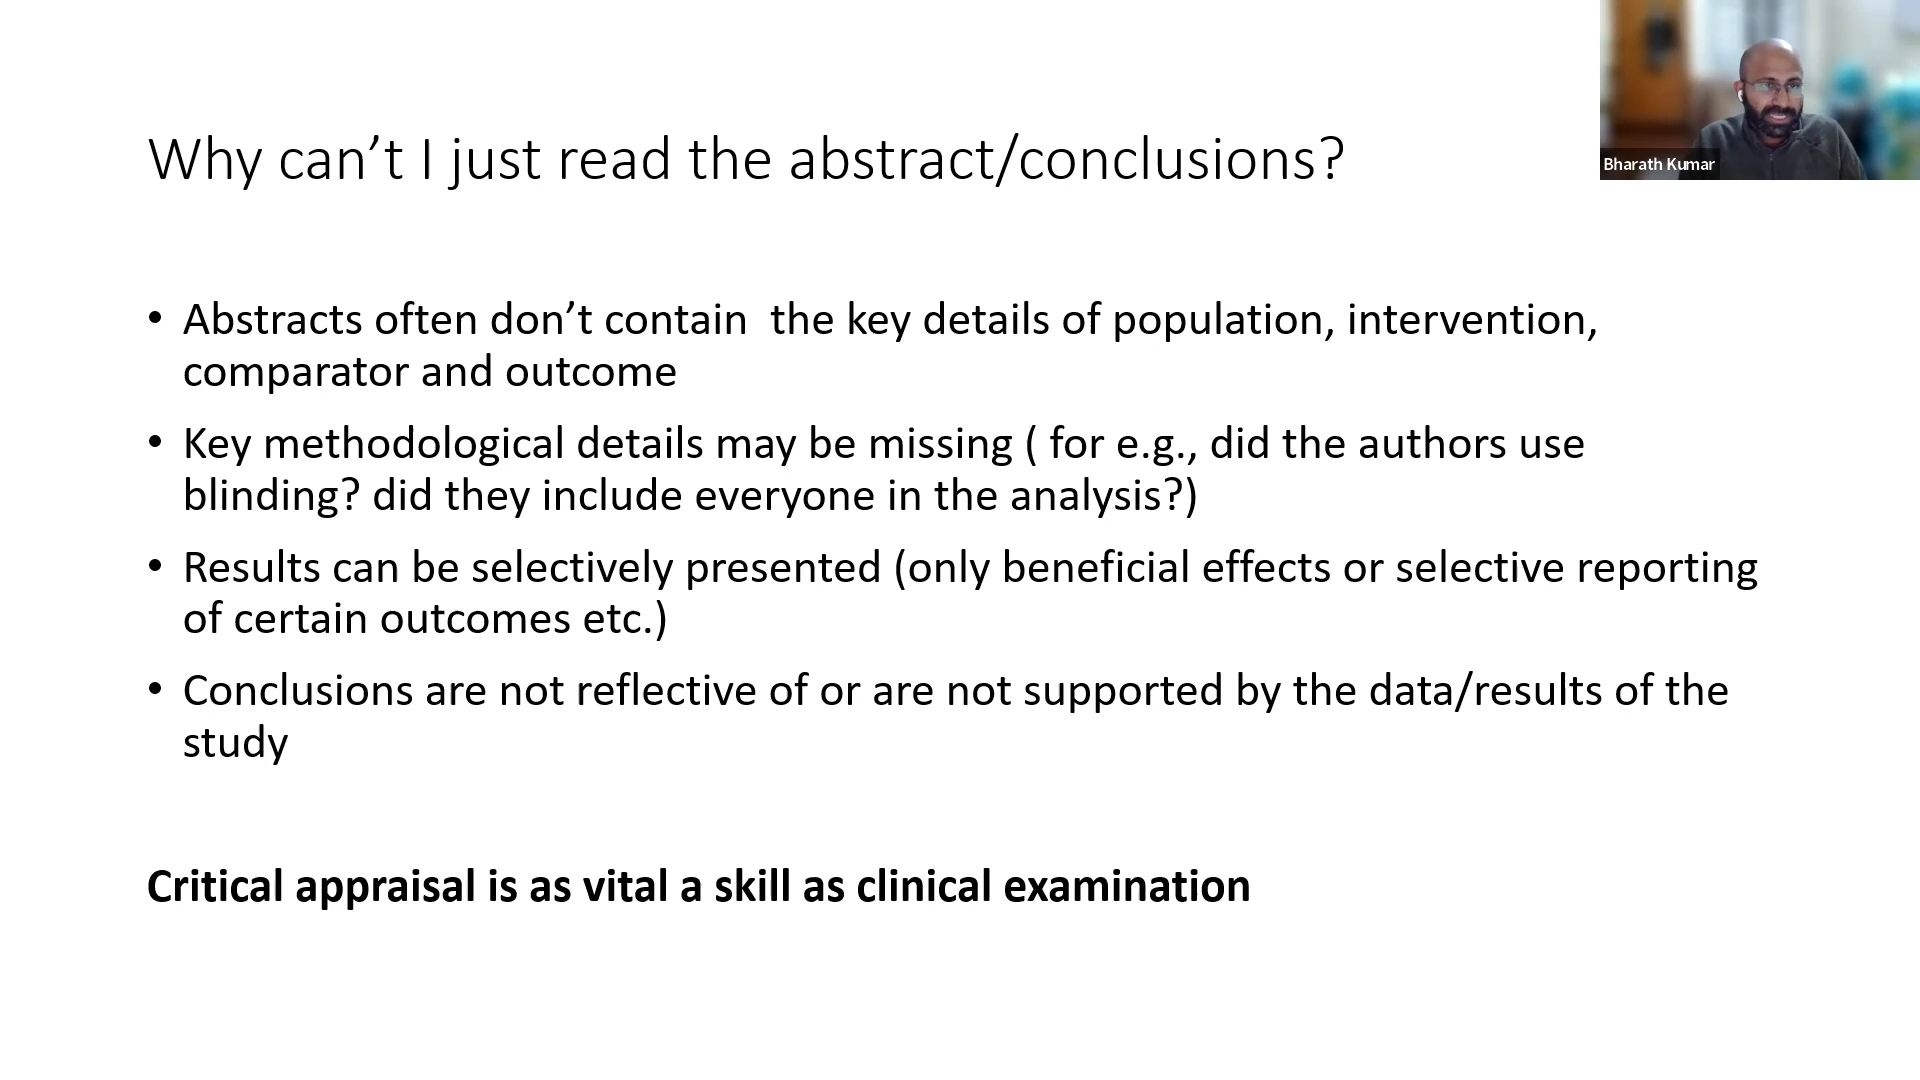 Why can’t I just read the abstract/conclusions?
Bharath Kumar
• Abstracts often don’t contain  the key details of population, intervention,
comparator and outcome
• Key methodological details may be missing ( for e.g., did the authors use
blinding? did they include everyone in the analysis?)
• Results can be selectively presented (only beneficial effects or selective reporting
of certain outcomes etc.)
• Conclusions are not reflective of or are not supported by the data/results of the
study
Critical appraisal is as vital a skill as clinical examination